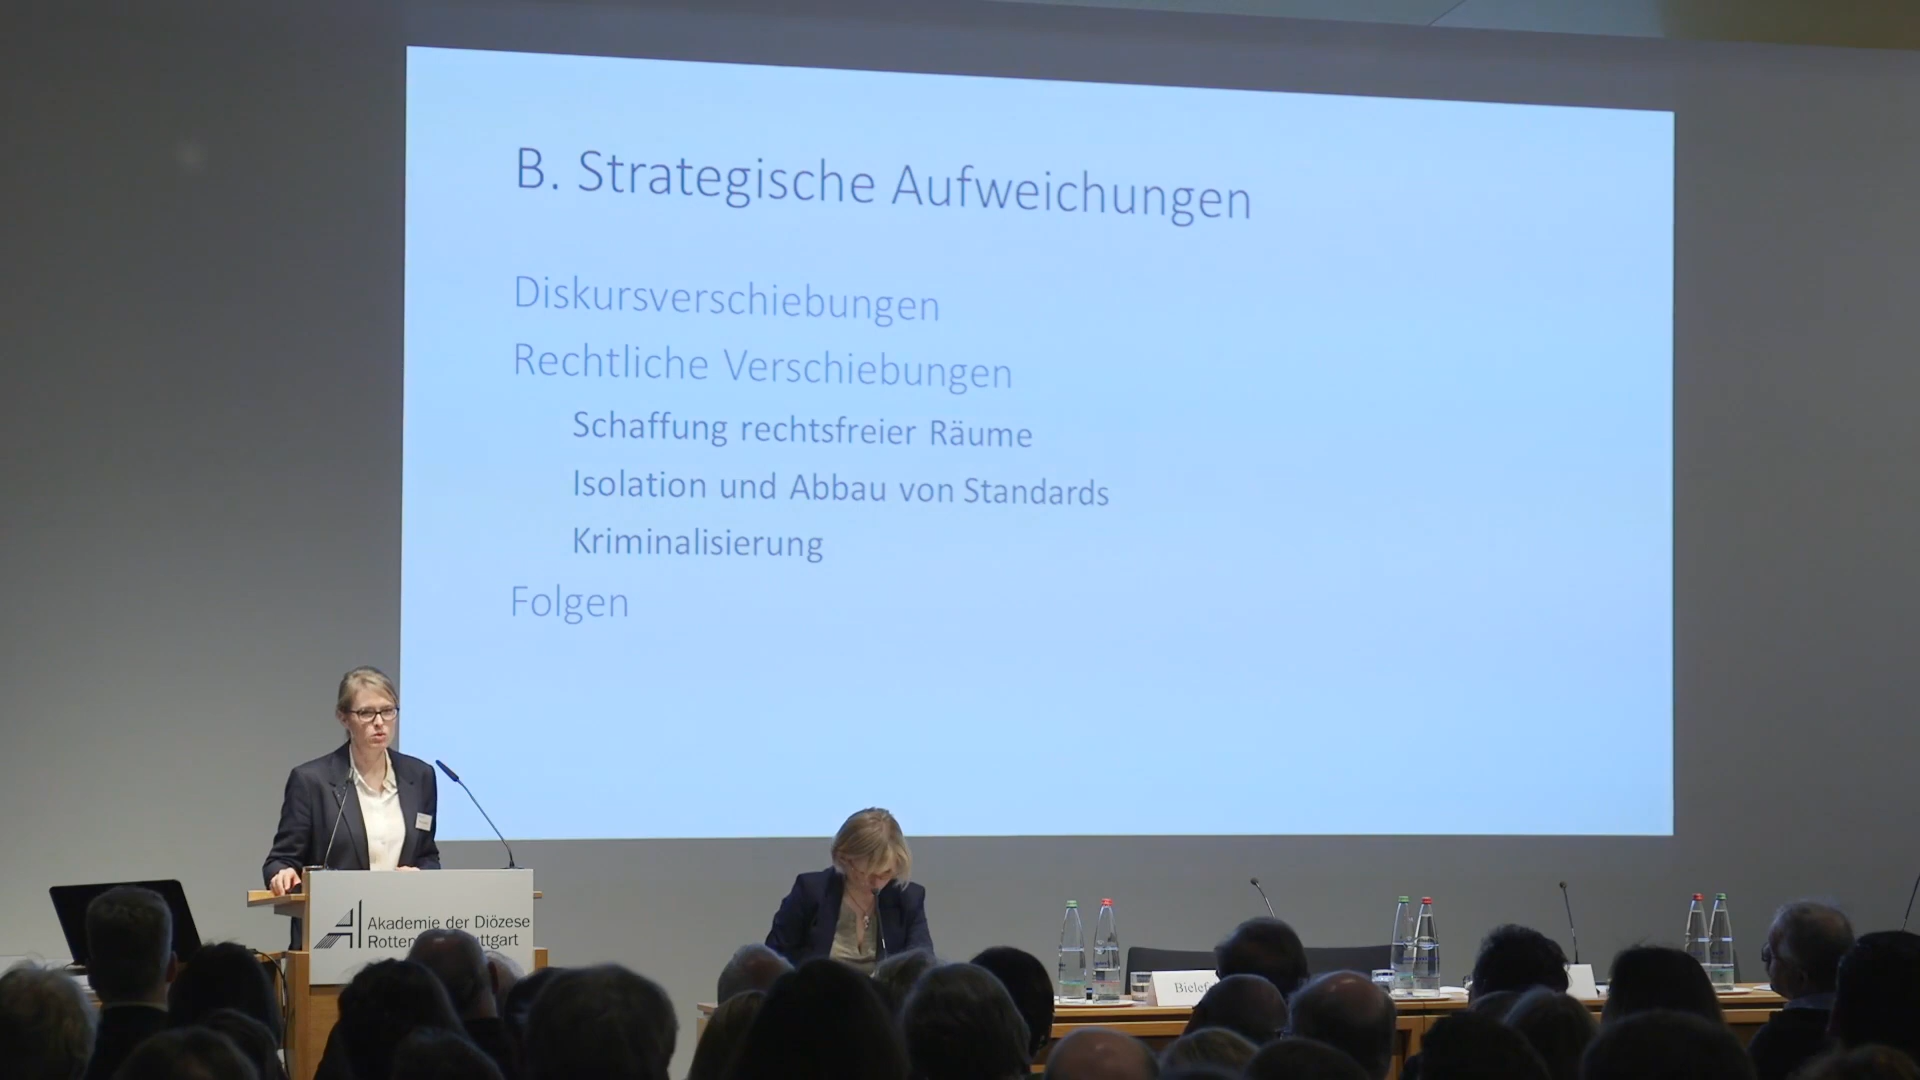 B. Strategische Aufweichungen
Diskursverschiebungen
Rechtliche Verschiebungen
Schaffung rechtsfreier Räume
Isolation und Abbau von Standards
Kriminalisierung
Folgen
Akademie der Diözese